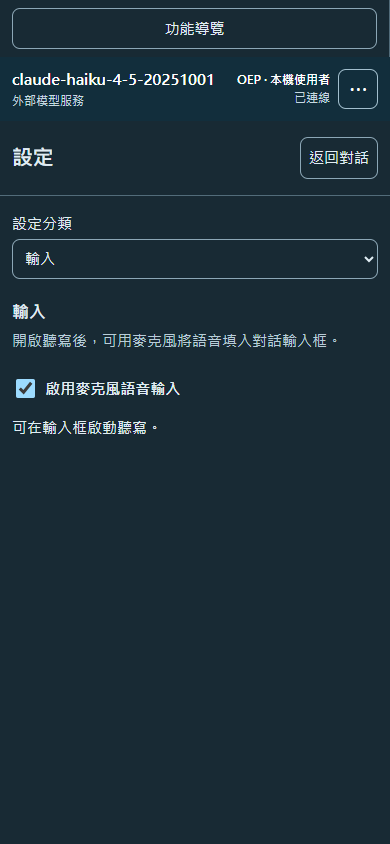 功能導覽
claude-haiku-4-5-20251001
外部模型服務
OEP · 本機使用者
已連線
設定
返回對話
設定分類
輸入
輸入
開啟聽寫後，可用麥克風將語音填入對話輸入框。
啟用麥克風語音輸入
可在輸入框啟動聽寫。